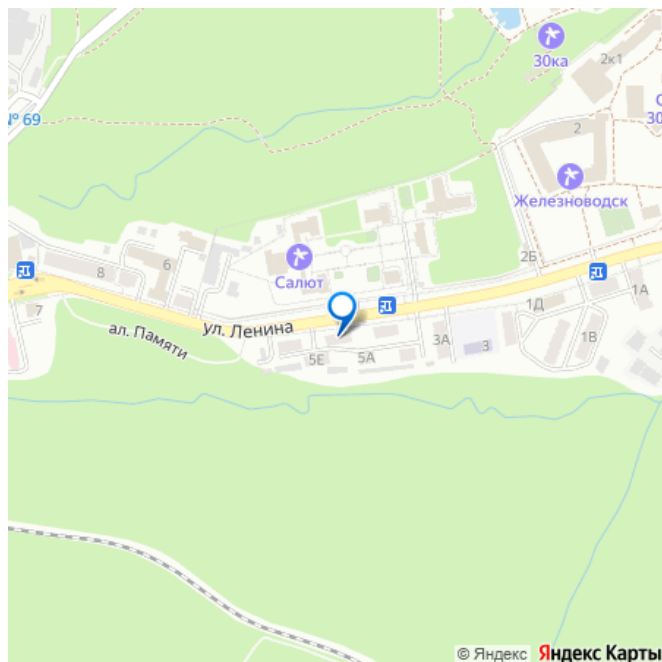 2к1
30ка
С
30
№ 69
2
Железноводск
2Б
6
8
Салют
7
ул. Ленина
ал. Памяти
1Д
1А
1В
3А
3
5Е
5А
© Яндекс
Яндекс Карты